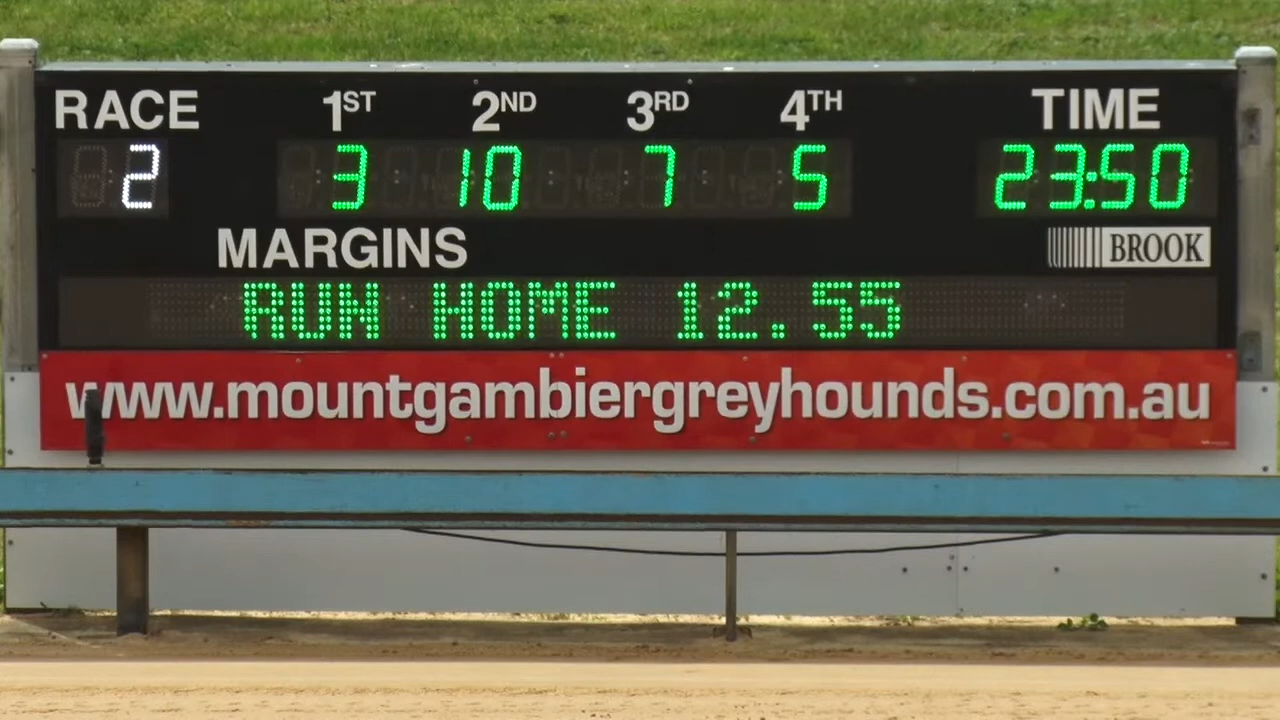 RACE 1ST 2ND 3RD 4TH TIME
2 3 10 7 5 23:50
MARGINS BROOK
RUN HOME 12.55
www.mountgambiergreyhounds.com.au